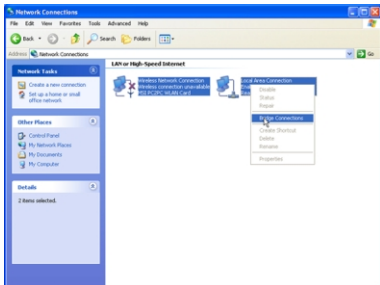 Network Connections
File Edit View Favorites Tools Advanced Help
Back Search Folders
Address Network Connections Go
Network Tasks
Create a new connection
Set up a home or small
office network
Other Places
Control Panel
My Network Places
My Documents
My Computer
Details
2 items selected.
LAN or High-Speed Internet
Wireless Network Connection
Wireless connection unavailable
WLAN Card
Local Area Connection
Enable
Status
Repair
Bridge Connections
Create Shortcut
Delete
Rename
Properties